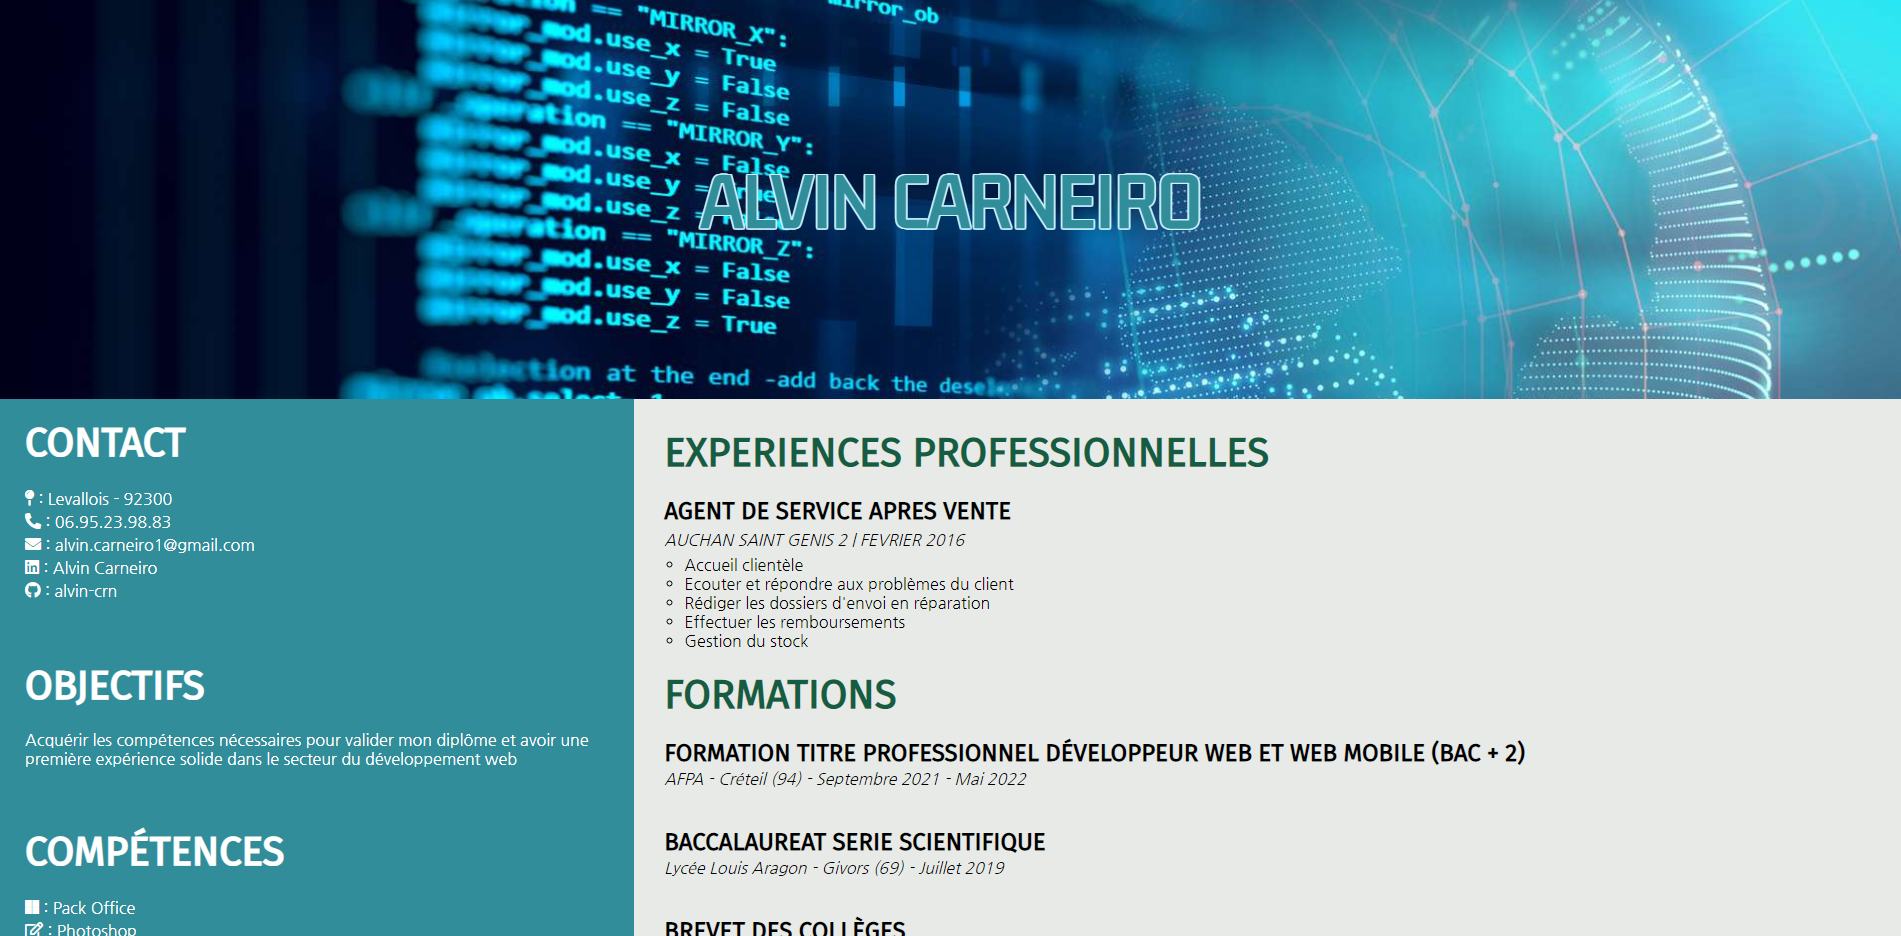 == "MIRROR_X":
mirror_ob
mod.use_x = True
mod.use_y = False
mod.use_z = False
operation == "MIRROR_Y":
mod.use_x = False
mod.use_y =
mod.use_z =
operation == "MIRROR_Z":
mod.use_x = False
mod.use_y = False
mod.use_z = True
ALVIN CARNEIRO
at the end -add back the dese
CONTACT
: Levallois - 92300
: 06.95.23.98.83
: alvin.carneiro1@gmail.com
: Alvin Carneiro
: alvin-crn
OBJECTIFS
Acquérir les compétences nécessaires pour valider mon diplôme et avoir une
première expérience solide dans le secteur du développement web
COMPÉTENCES
: Pack Office
: Photoshop
EXPERIENCES PROFESSIONNELLES
AGENT DE SERVICE APRES VENTE
AUCHAN SAINT GENIS 2 | FEVRIER 2016
Accueil clientèle
Ecouter et répondre aux problèmes du client
Rédiger les dossiers d'envoi en réparation
Effectuer les remboursements
Gestion du stock
FORMATIONS
FORMATION TITRE PROFESSIONNEL DÉVELOPPEUR WEB ET WEB MOBILE (BAC + 2)
AFPA - Créteil (94) - Septembre 2021 - Mai 2022
BACCALAUREAT SERIE SCIENTIFIQUE
Lycée Louis Aragon - Givors (69) - Juillet 2019
BREVET DES COLLÈGES